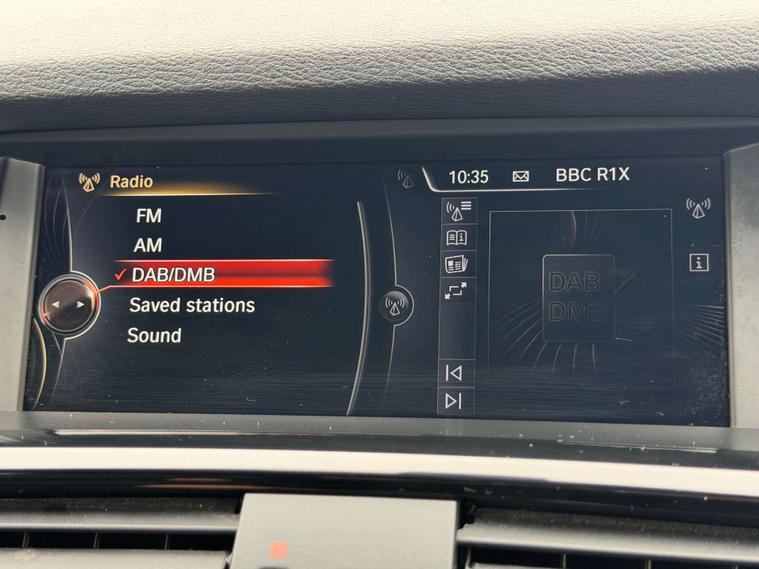 Radio
FM
AM
✓ DAB/DMB
Saved stations
Sound
10:35
BBC R1X
DAB
DMB